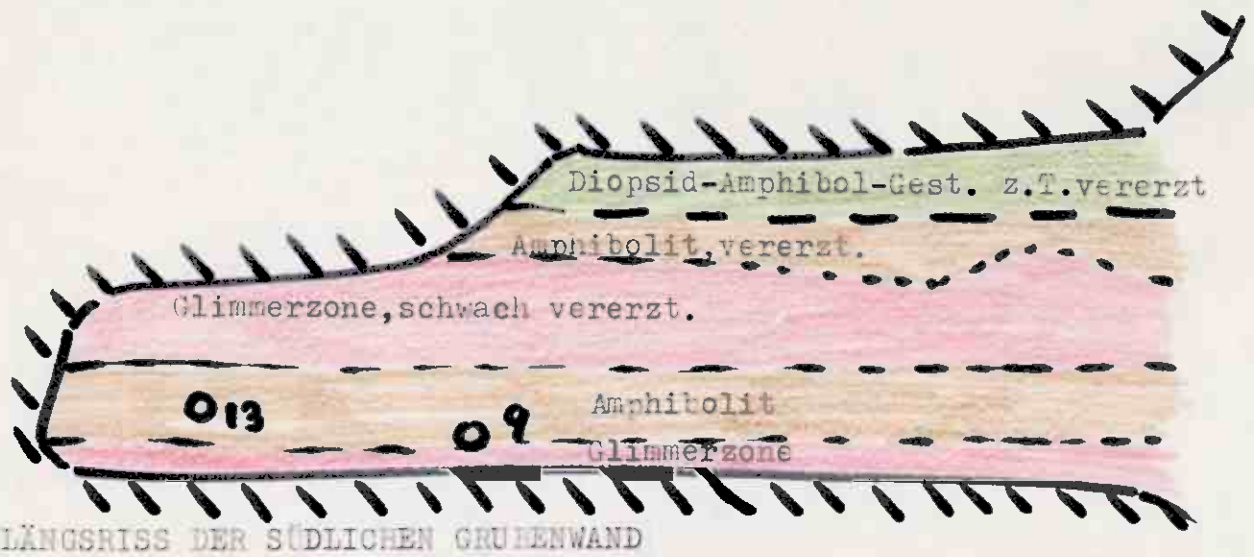 Diopsid-Amphibol-Gest. z.T.vererzt
Amphibolit,vererzt.
Glimmerzone,schwach vererzt.
O13
Amphibolit
O9
Glimmerzone
LÄNGSRISS DER SÜDLICHEN GRUBENWAND